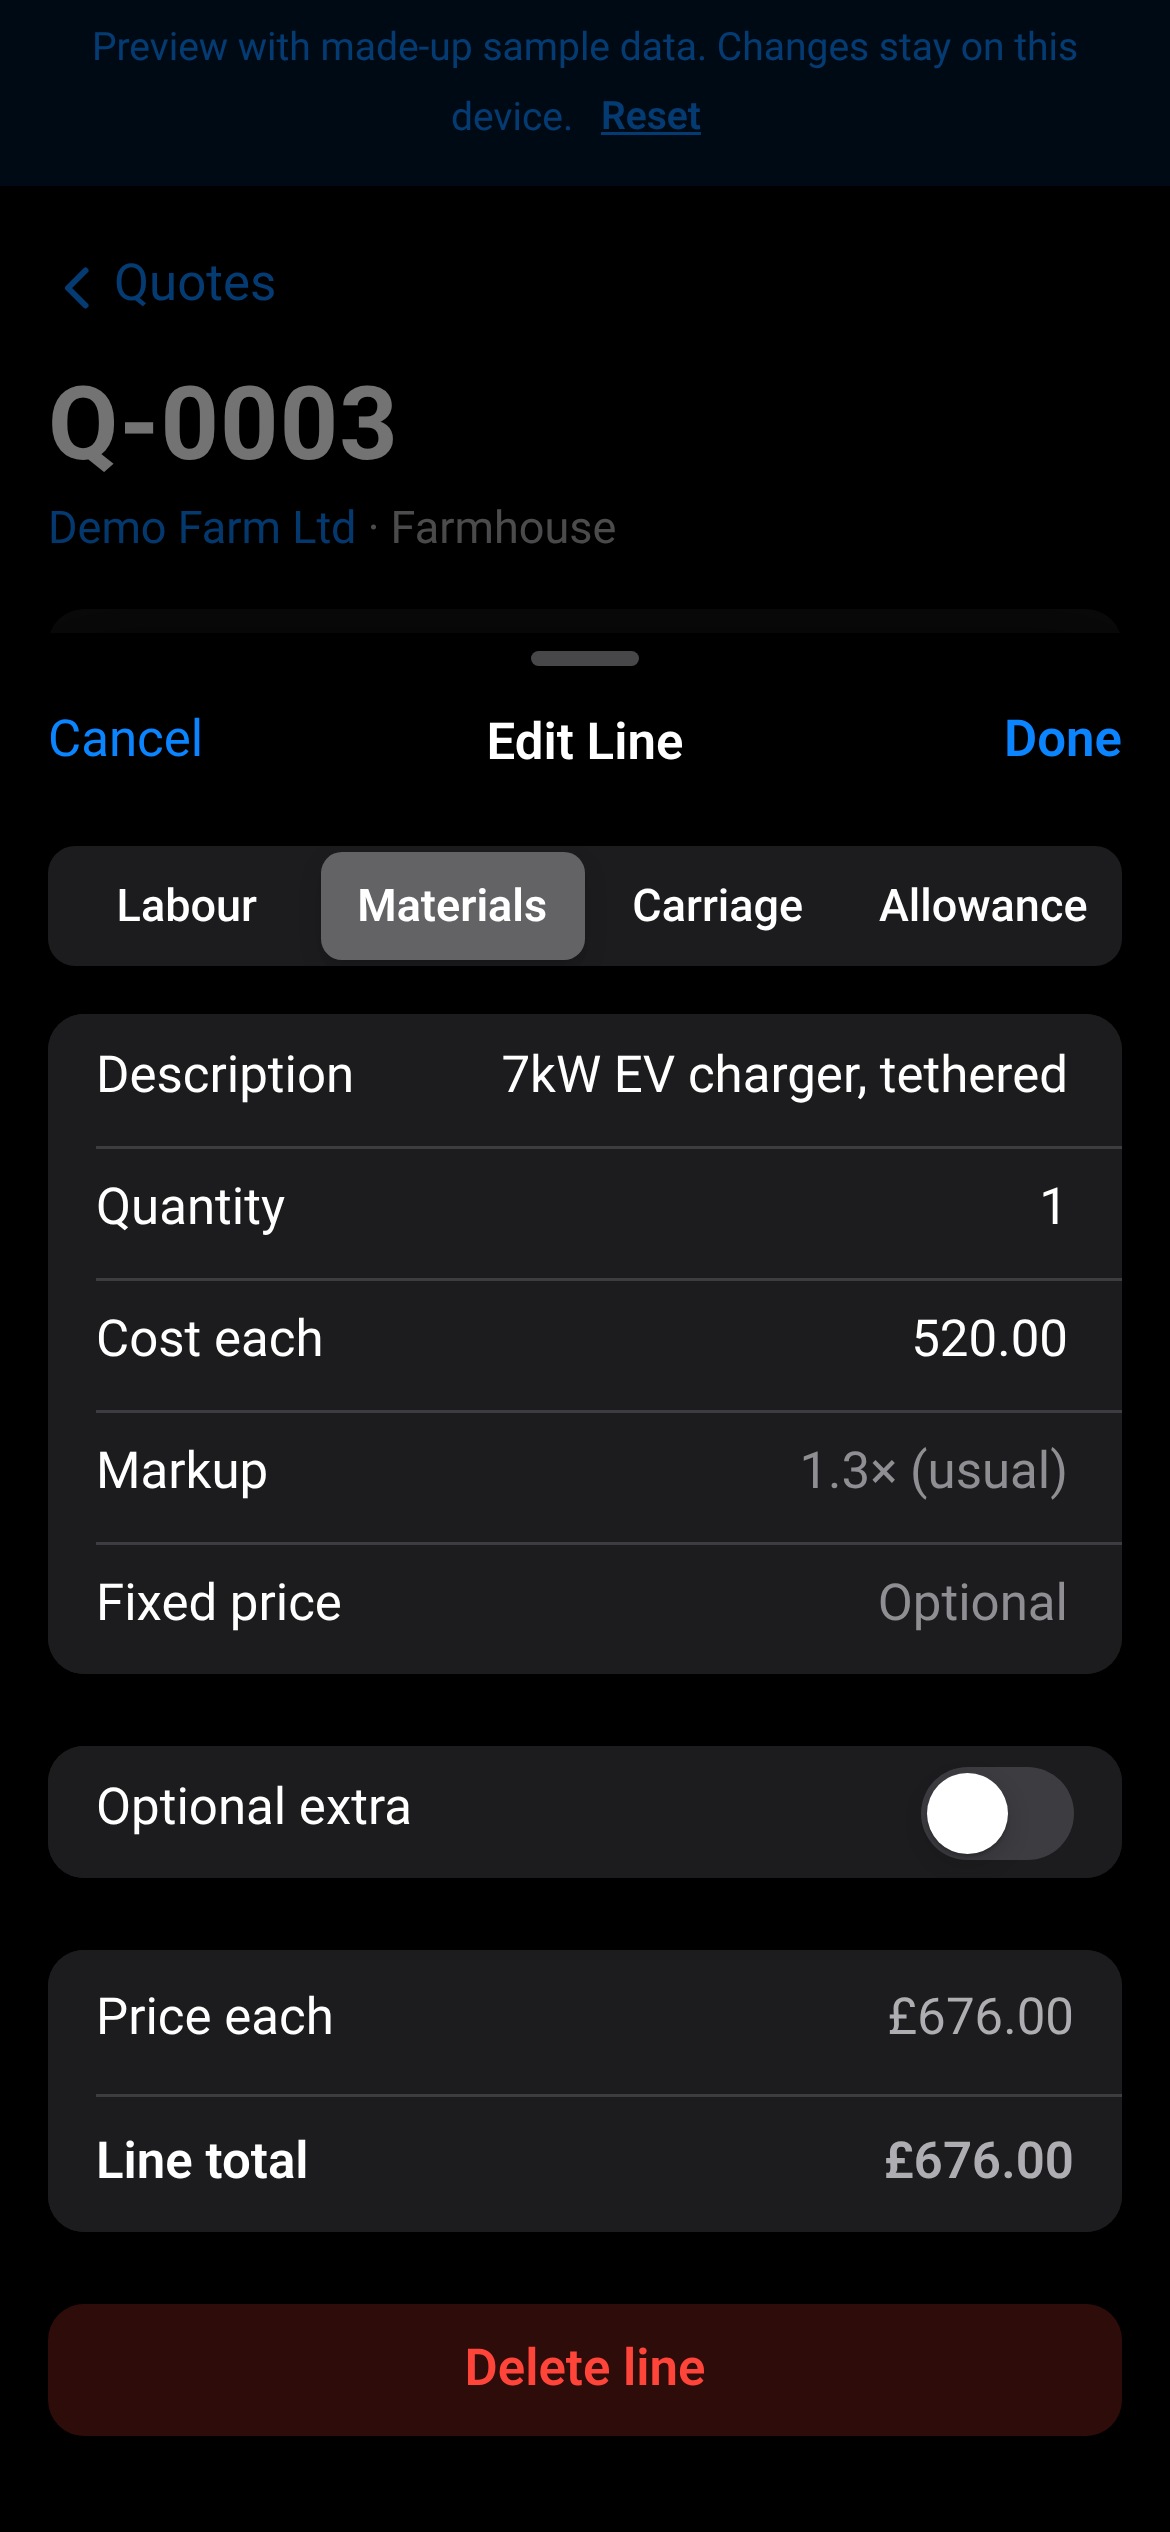 Preview with made-up sample data. Changes stay on this
device. Reset
Quotes
Q-0003
Demo Farm Ltd · Farmhouse
Cancel Edit Line Done
Labour Materials Carriage Allowance
Description 7kW EV charger, tethered
Quantity 1
Cost each 520.00
Markup 1.3× (usual)
Fixed price Optional
Optional extra
Price each £676.00
Line total £676.00
Delete line